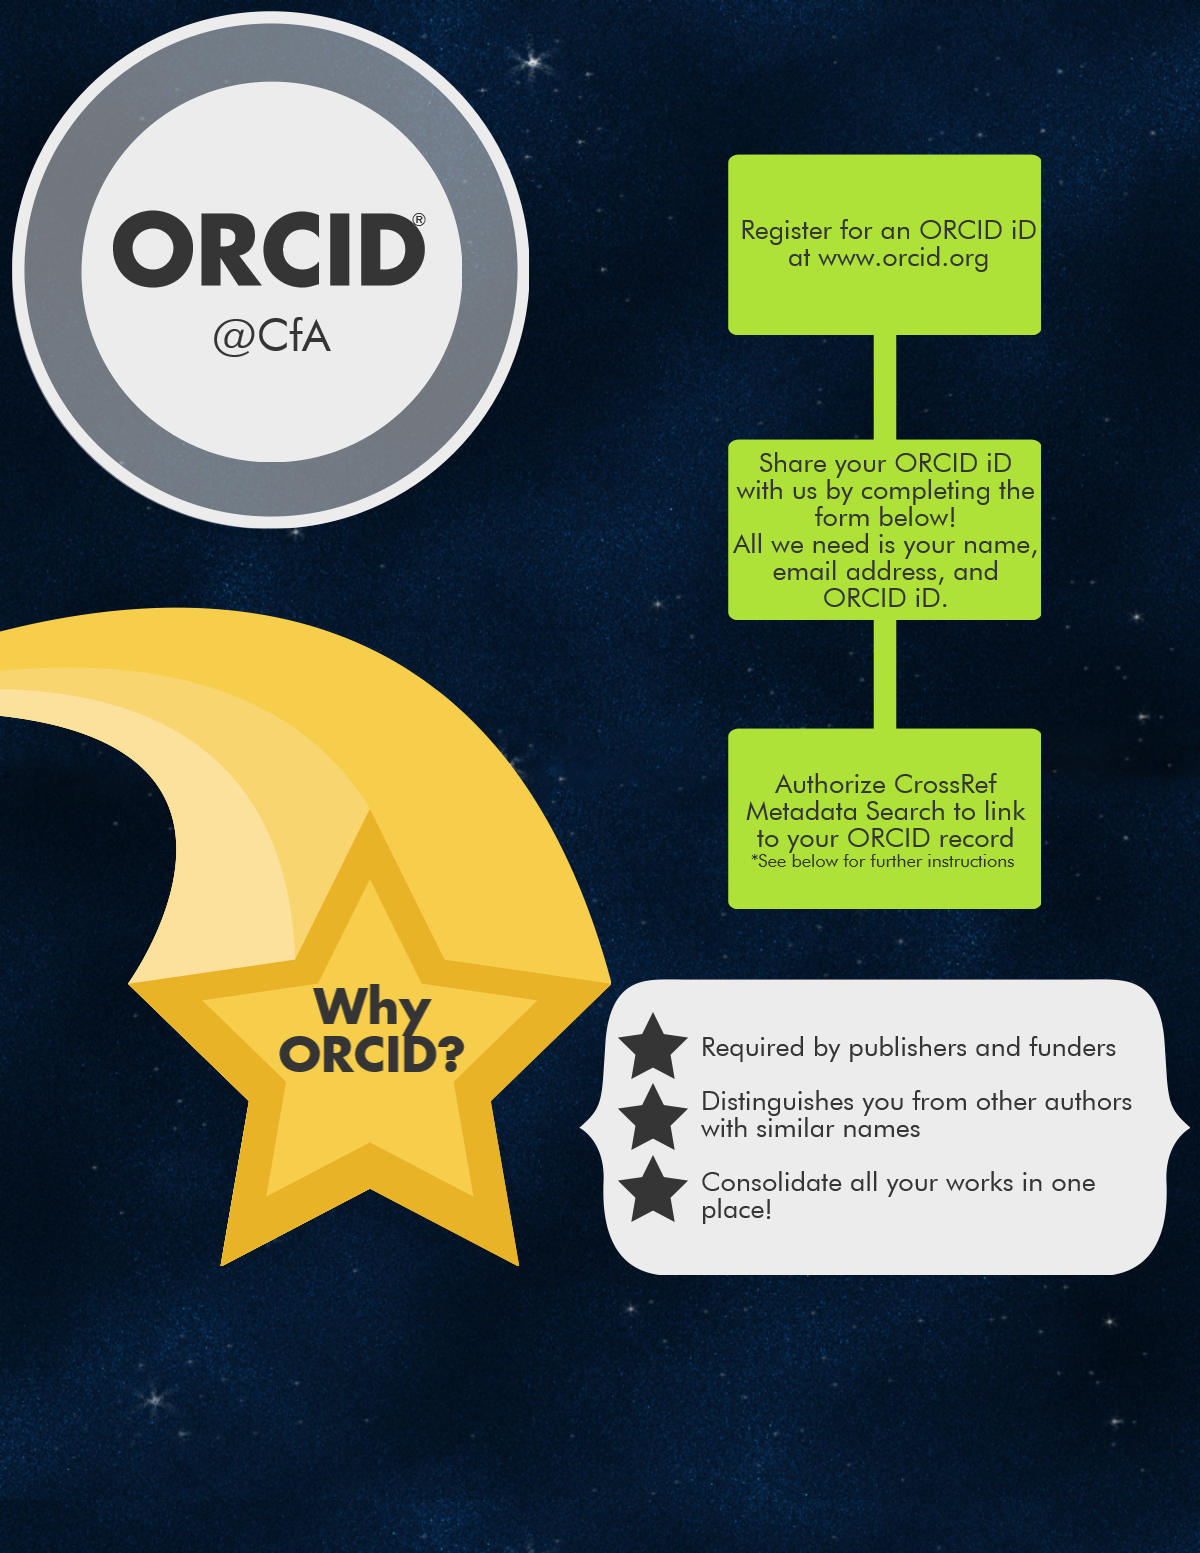 ORCID®
@CfA
Register for an ORCID iD
at www.orcid.org
Share your ORCID iD
with us by completing the
form below!
All we need is your name,
email address, and
ORCID iD.
Authorize CrossRef
Metadata Search to link
to your ORCID record
*See below for further instructions
Why
ORCID?
Required by publishers and funders
Distinguishes you from other authors
with similar names
Consolidate all your works in one
place!